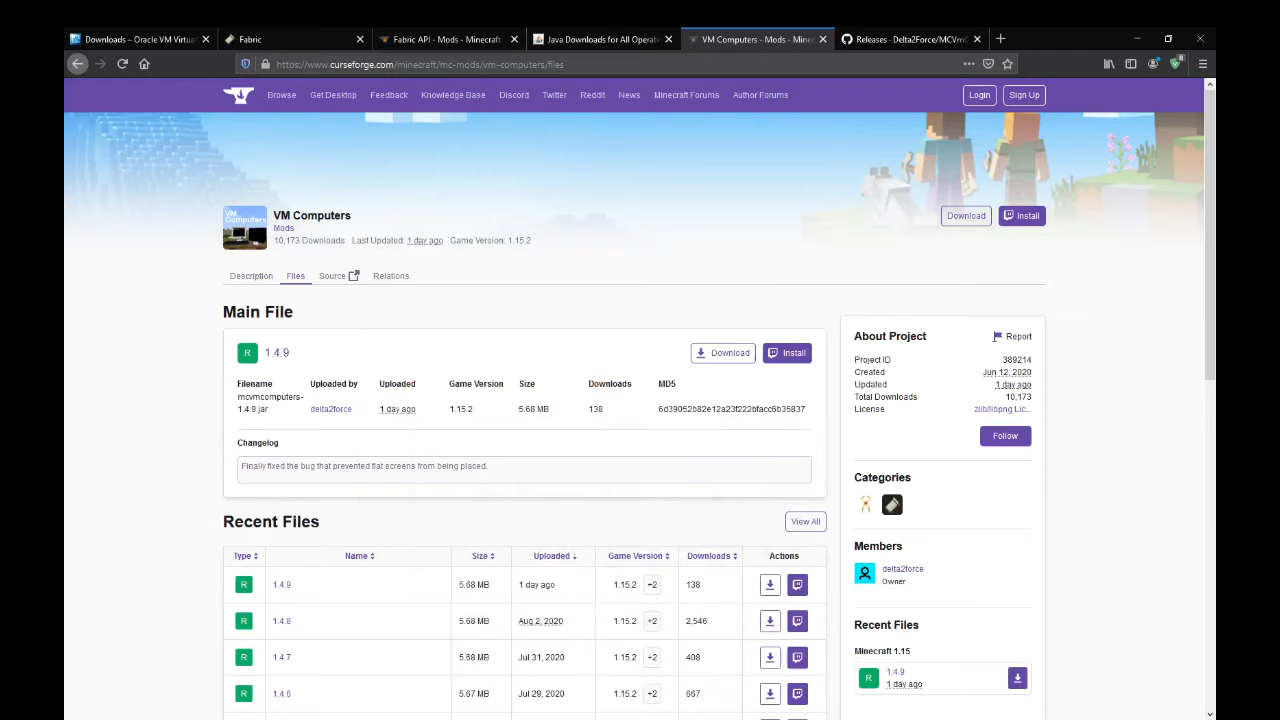 Downloads – Oracle VM Virtua
Fabric
Fabric API - Mods - Minecraft
Java Downloads for All Operati
VM Computers - Mods - Mine
Releases - Delta2Force/MCVmC
https://www.curseforge.com/minecraft/mc-mods/vm-computers/files
Browse Get Desktop Feedback Knowledge Base Discord Twitter Reddit News Minecraft Forums Author Forums Login Sign Up
VM Computers
Mods
10,173 Downloads Last Updated: 1 day ago Game Version: 1.15.2
Download Install
Description Files Source Relations
Main File
R 1.4.9 Download Install
Filename Uploaded by Uploaded Game Version Size Downloads MD5
mcvmcomputers-
1.4.9.jar delta2force 1 day ago 1.15.2 5.68 MB 138 6d39052b82e12a23f222bfacc6b35837
Changelog
Finally fixed the bug that prevented flat screens from being placed.
Recent Files View All
Type Name Size Uploaded Game Version Downloads Actions
R 1.4.9 5.68 MB 1 day ago 1.15.2 +2 138
R 1.4.8 5.68 MB Aug 2, 2020 1.15.2 +2 2,546
R 1.4.7 5.68 MB Jul 31, 2020 1.15.2 +2 408
R 1.4.6 5.67 MB Jul 29, 2020 1.15.2 +2 667
About Project Report
Project ID 389214
Created Jun 12, 2020
Updated 1 day ago
Total Downloads 10,173
License zlib/libpng Lic...
Follow
Categories
Members
delta2force
Owner
Recent Files
Minecraft 1.15
R 1.4.9
1 day ago